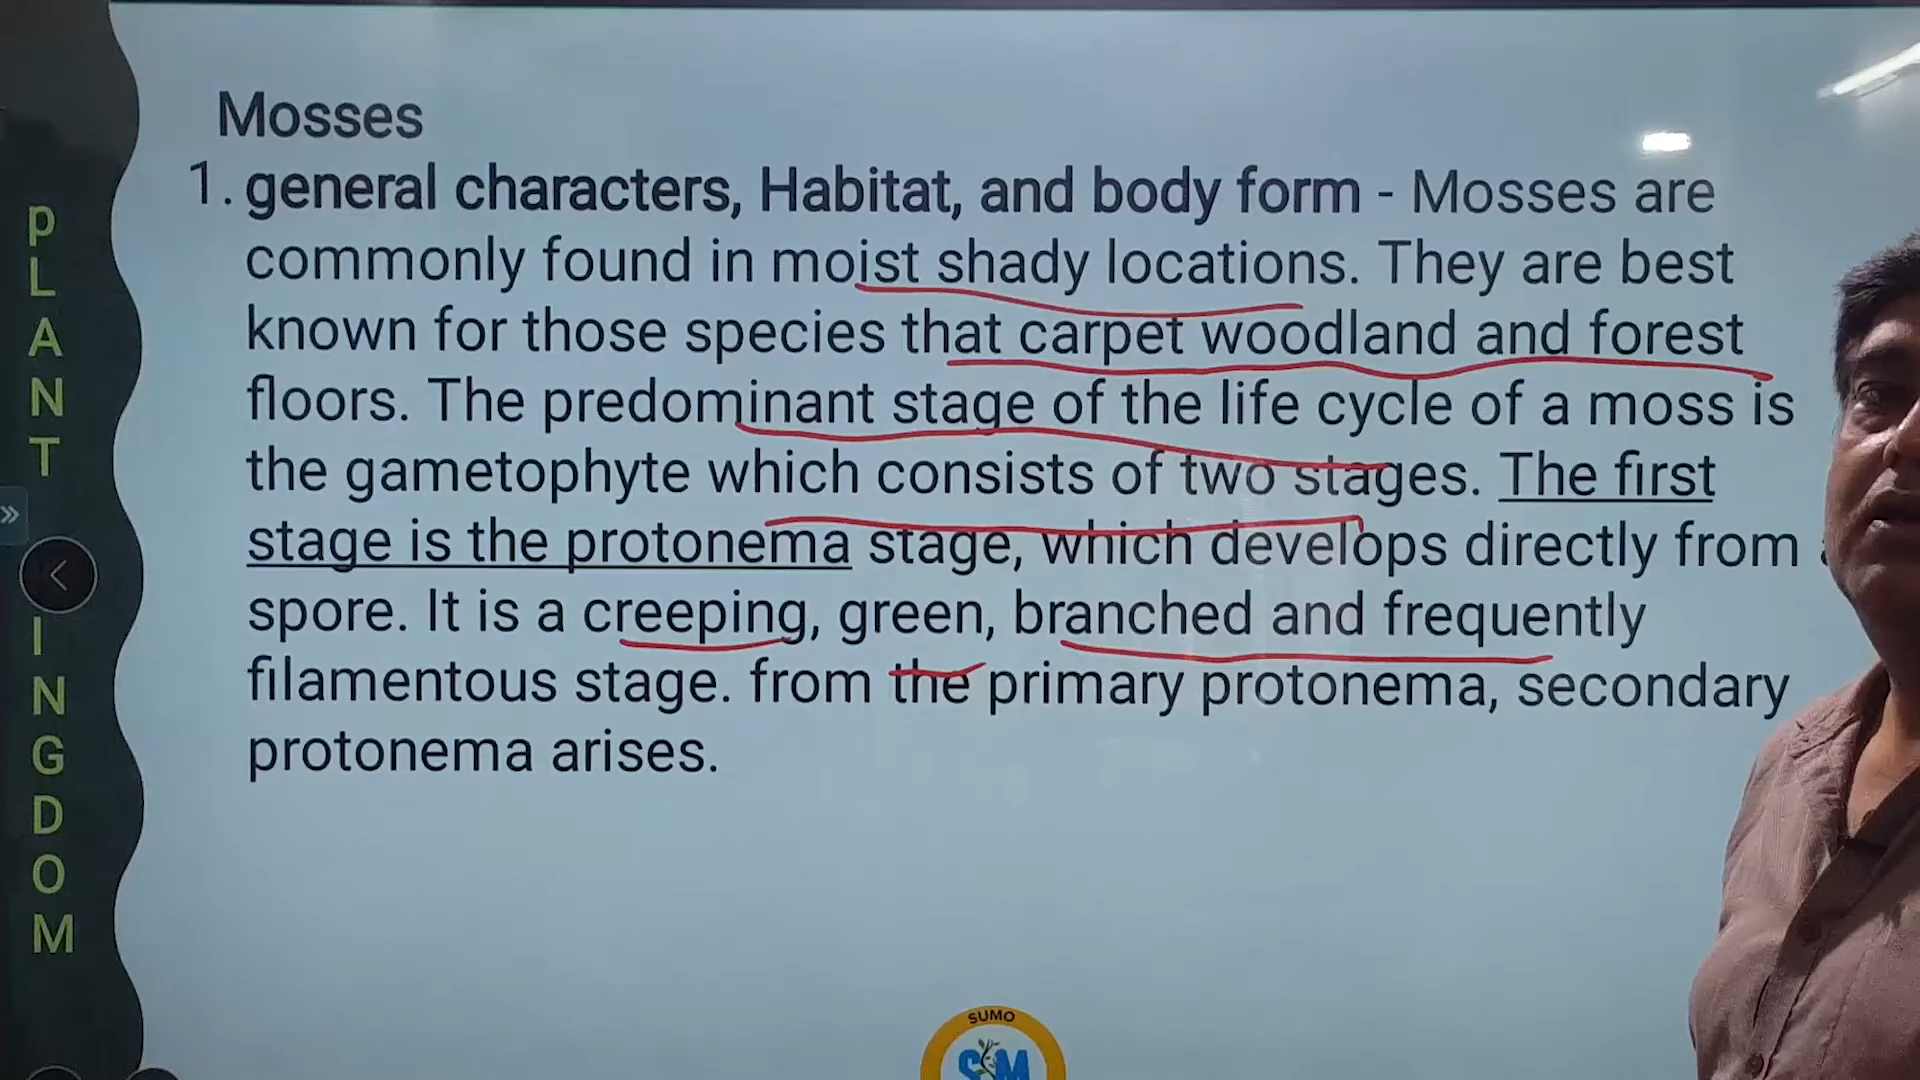 Mosses
1. general characters, Habitat, and body form - Mosses are
commonly found in moist shady locations. They are best
known for those species that carpet woodland and forest
floors. The predominant stage of the life cycle of a moss is
the gametophyte which consists of two stages. The first
stage is the protonema stage, which develops directly from
spore. It is a creeping, green, branched and frequently
filamentous stage. from the primary protonema, secondary
protonema arises.
pLANT
INGDOM
SUMO
SM